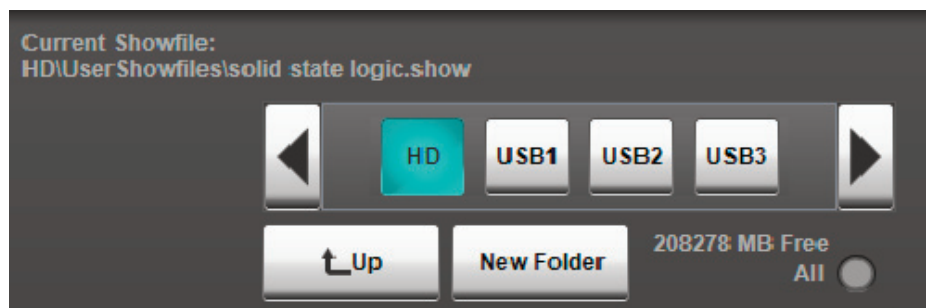 Current Showfile:
HD\UserShowfiles\solid state logic.show
HD USB1 USB2 USB3
Up New Folder 208278 MB Free
All